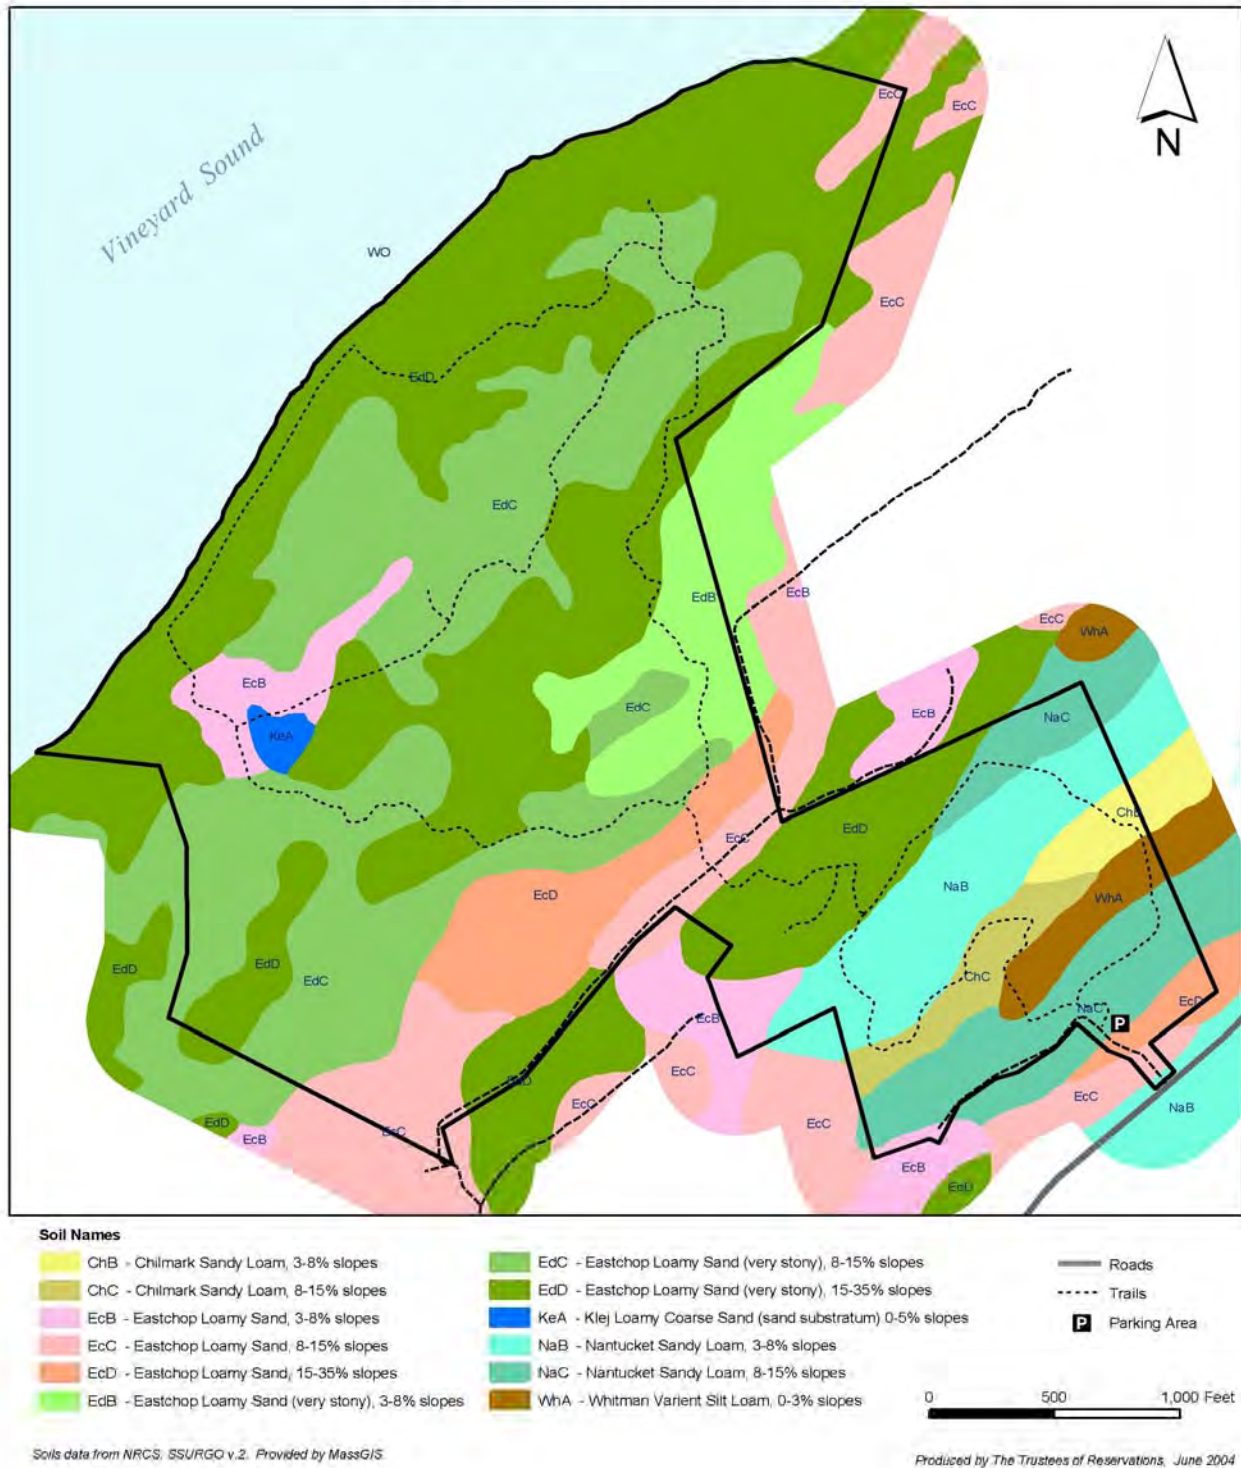 EcC
EcC
N
Vineyard Sound
WO
EcC
EdD
EdC
EdB
EcB
EcC
WhA
EcB
EdC
EcB
NaC
KeA
ChB
EcC
EdD
EcD
NaB
WhA
EdD
EdD
EdC
ChC
EcD
EcB
NaC
P
EcC
EdD
EcC
EcC
EcC
NaB
EdD
EcB
EcC
EcB
EdD
Soil Names
ChB - Chilmark Sandy Loam, 3-8% slopes
ChC - Chilmark Sandy Loam, 8-15% slopes
EcB - Eastchop Loamy Sand, 3-8% slopes
EcC - Eastchop Loamy Sand, 8-15% slopes
EcD - Eastchop Loamy Sand, 15-35% slopes
EdB - Eastchop Loamy Sand (very stony), 3-8% slopes
EdC - Eastchop Loamy Sand (very stony), 8-15% slopes
EdD - Eastchop Loamy Sand (very stony), 15-35% slopes
KeA - Klej Loamy Coarse Sand (sand substratum) 0-5% slopes
NaB - Nantucket Sandy Loam, 3-8% slopes
NaC - Nantucket Sandy Loam, 8-15% slopes
WhA - Whitman Varient Silt Loam, 0-3% slopes
Roads
Trails
P Parking Area
0 500 1,000 Feet
Soils data from NRCS, SSURGO v.2. Provided by MassGIS
Produced by The Trustees of Reservations, June 2004